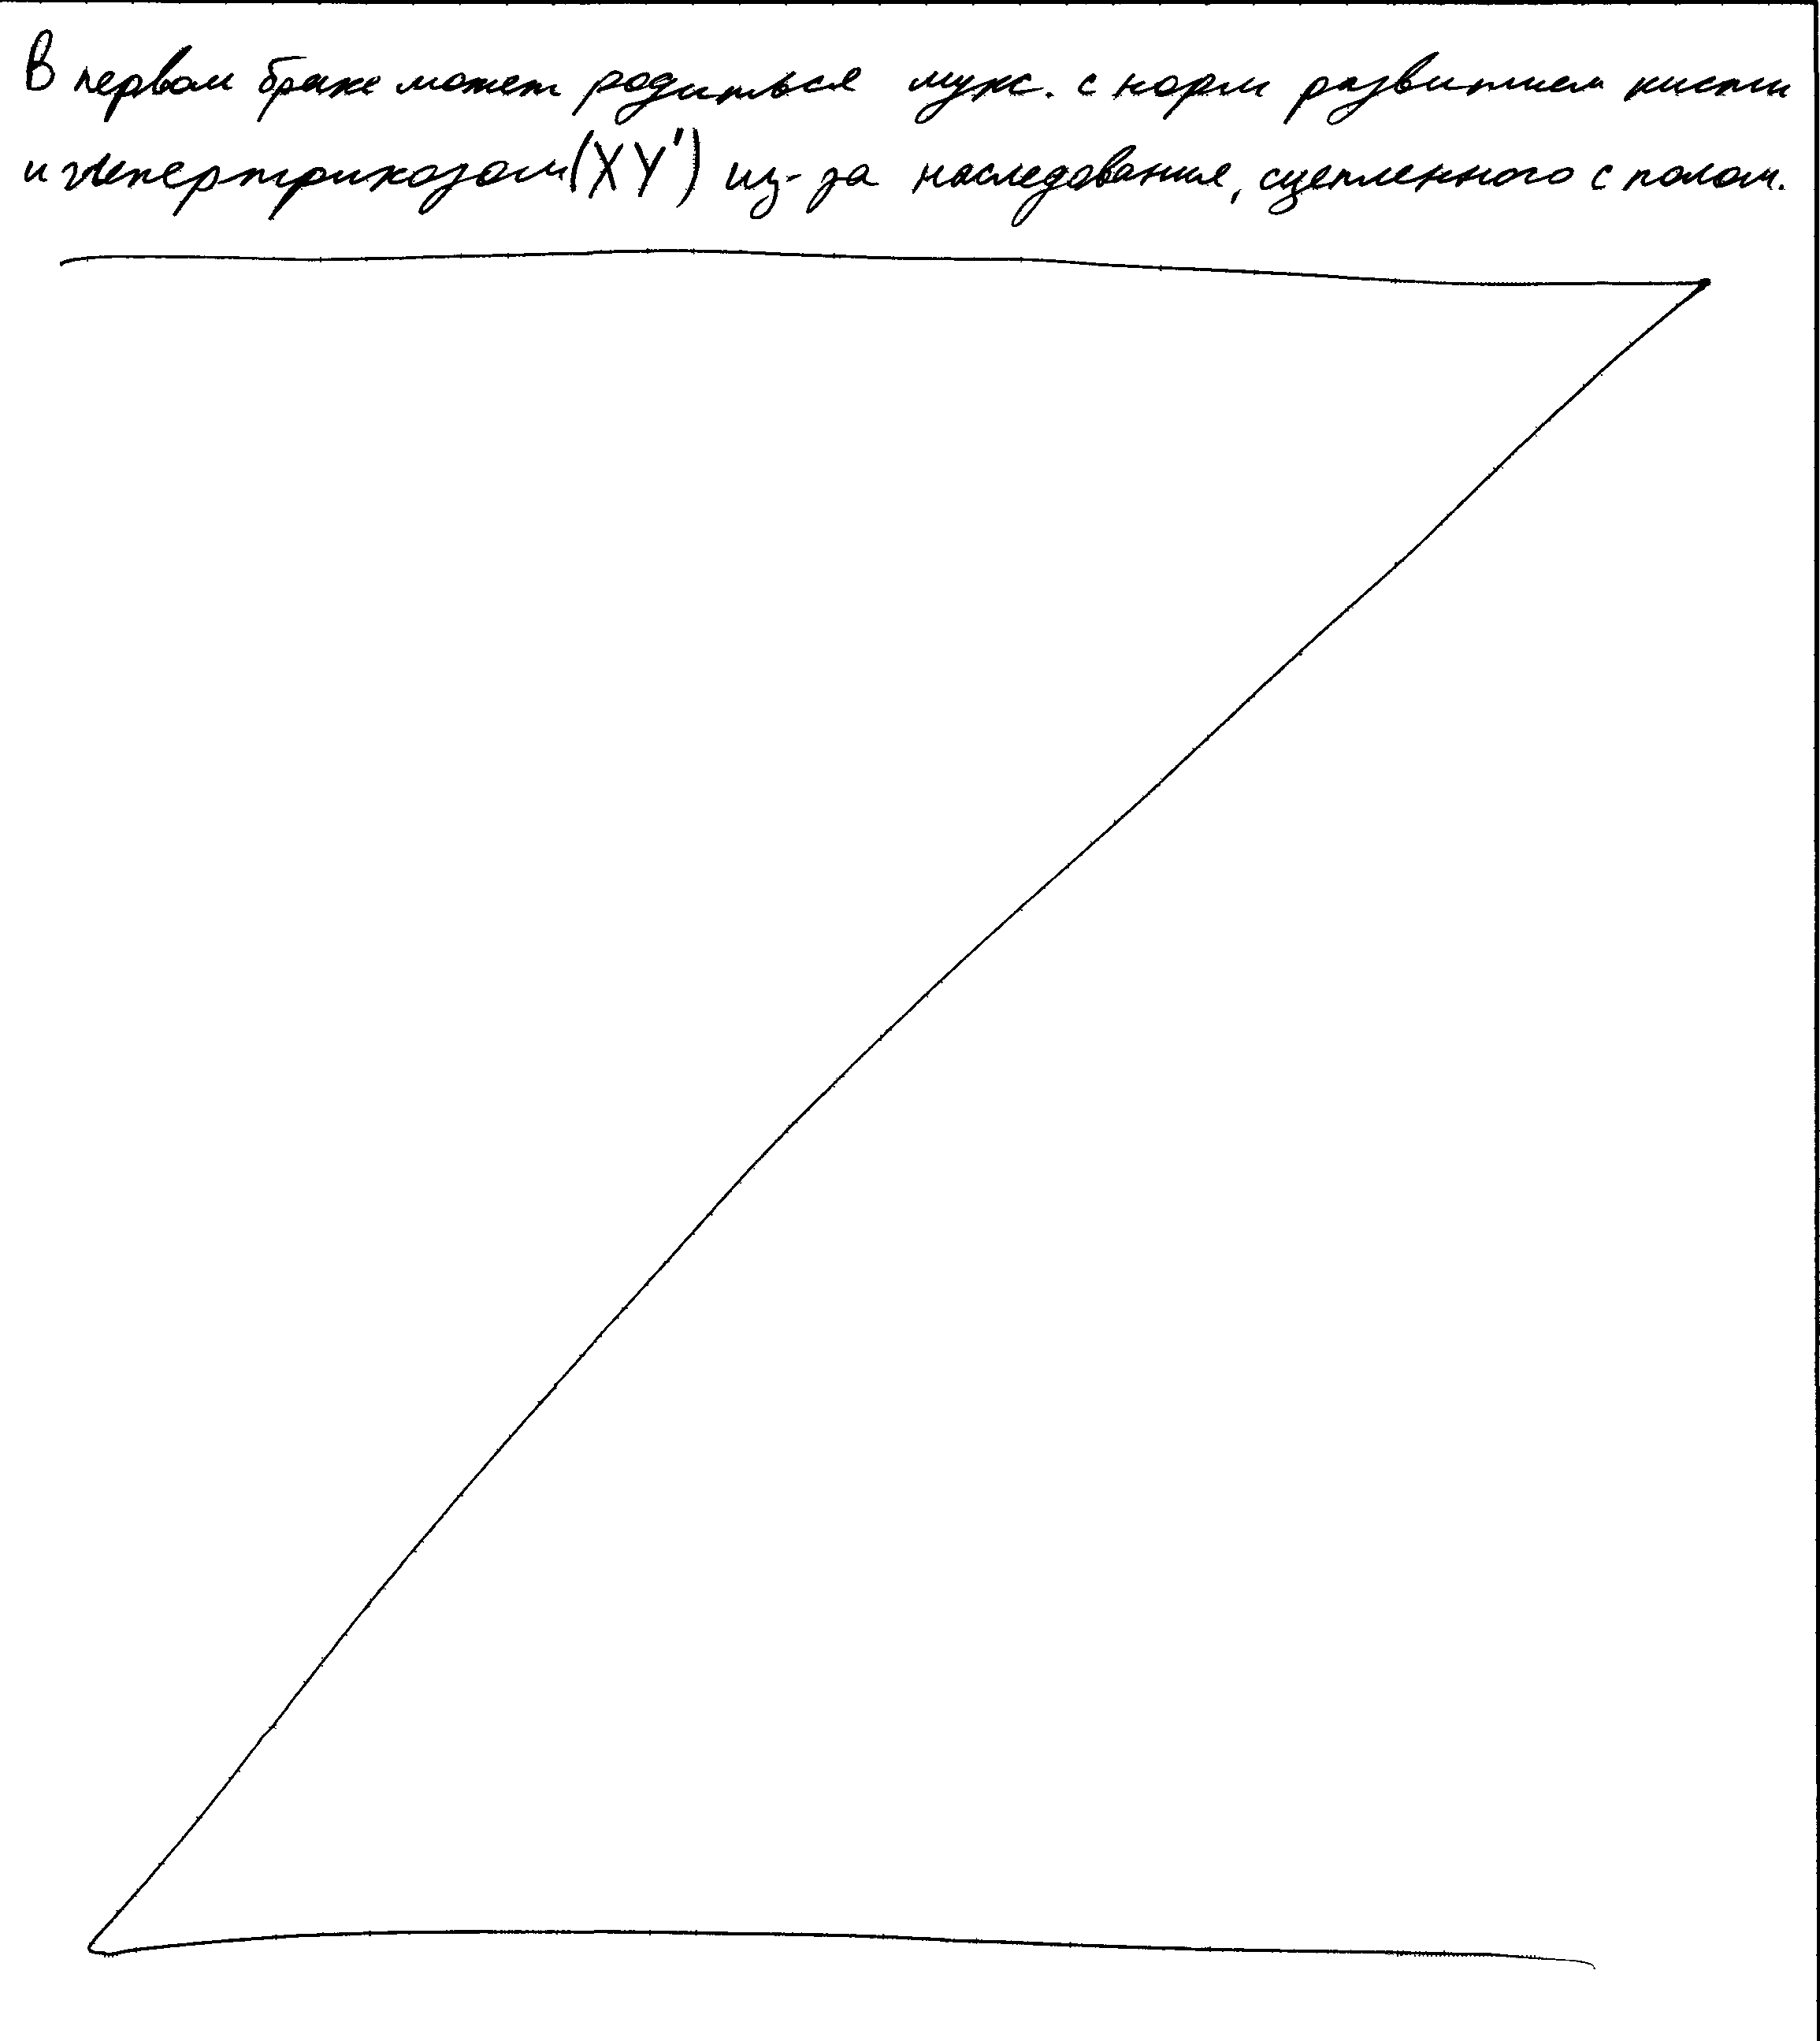 В первом браке может родиться муж. с норм развитием кисти
и гипертрихозом (XY') из-за наследования, сцепленного с полом.